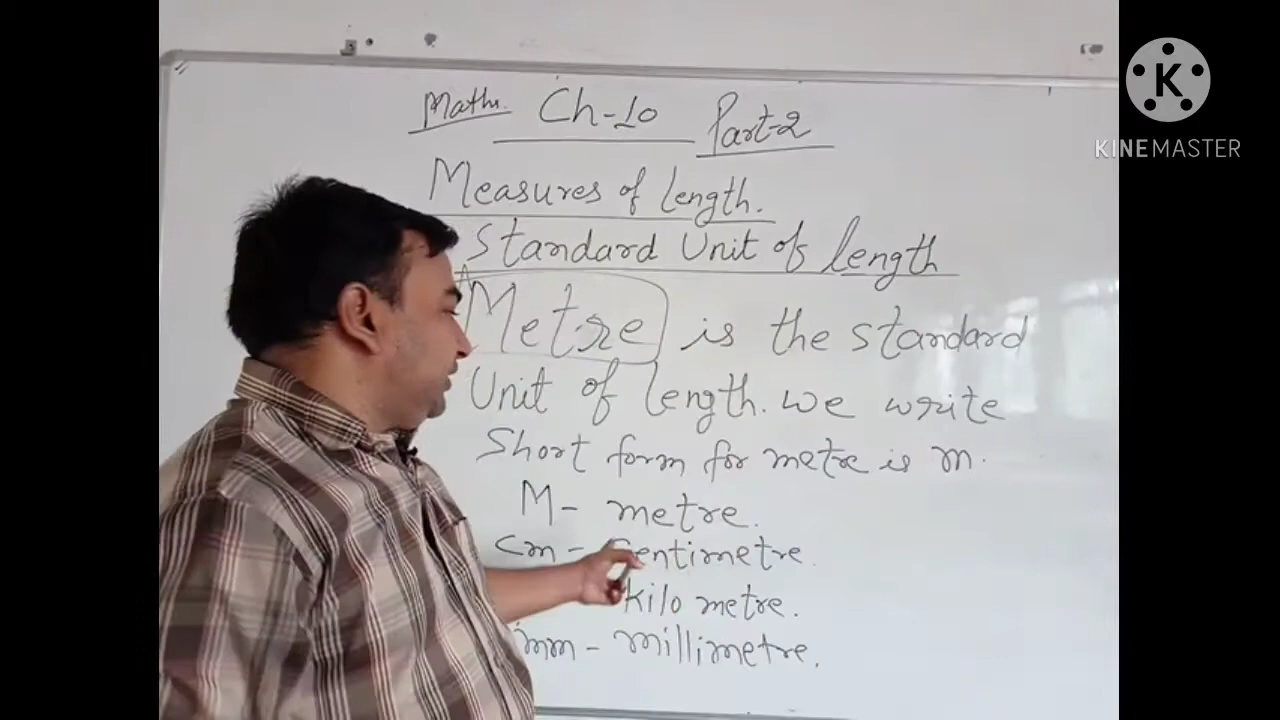 Maths. Ch-10 Part-2
Measures of length.
Standard Unit of length
Metre is the standard
Unit of length. we write
Short form for metre is m.
M- metre.
cm - Centimetre.
kilo metre.
mm - millimetre.
K
KINEMASTER